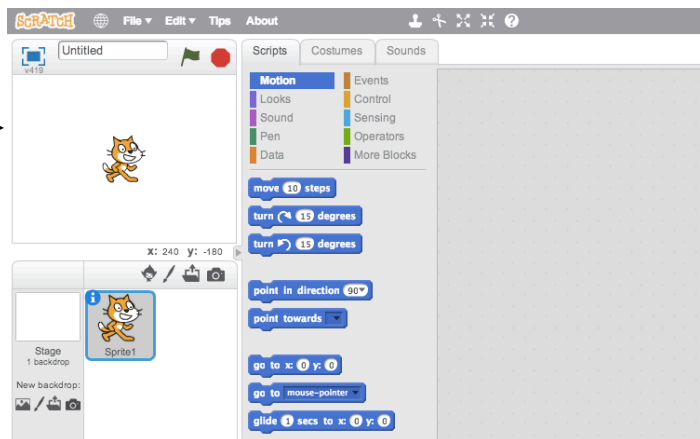 SCRATCH File Edit Tips About
Untitled
v419
X: 240 y: -180
Sprite1
Stage
1 backdrop
New backdrop:
Scripts Costumes Sounds
Motion Events
Looks Control
Sound Sensing
Pen Operators
Data More Blocks
move 10 steps
turn 15 degrees
turn 15 degrees
point in direction 90
point towards
go to x: 0 y: 0
go to mouse-pointer
glide 1 secs to x: 0 y: 0